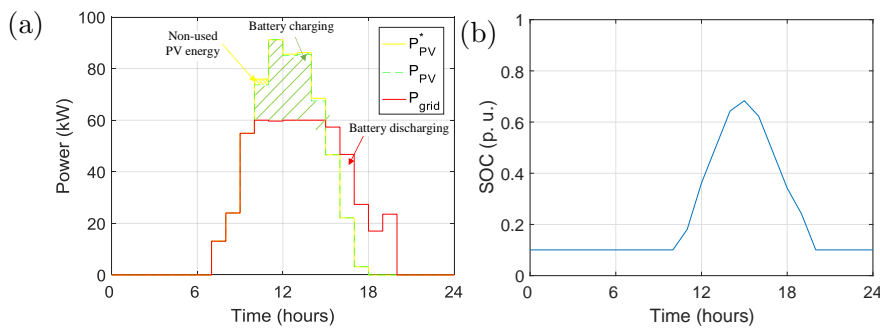 (a)
Non-used
PV energy
Battery charging
Battery discharging
P*PV
PPV
Pgrid
Power (kW)
100
80
60
40
20
0
0 6 12 18 24
Time (hours)
(b)
SOC (p. u.)
1
0.8
0.6
0.4
0.2
0
0 6 12 18 24
Time (hours)